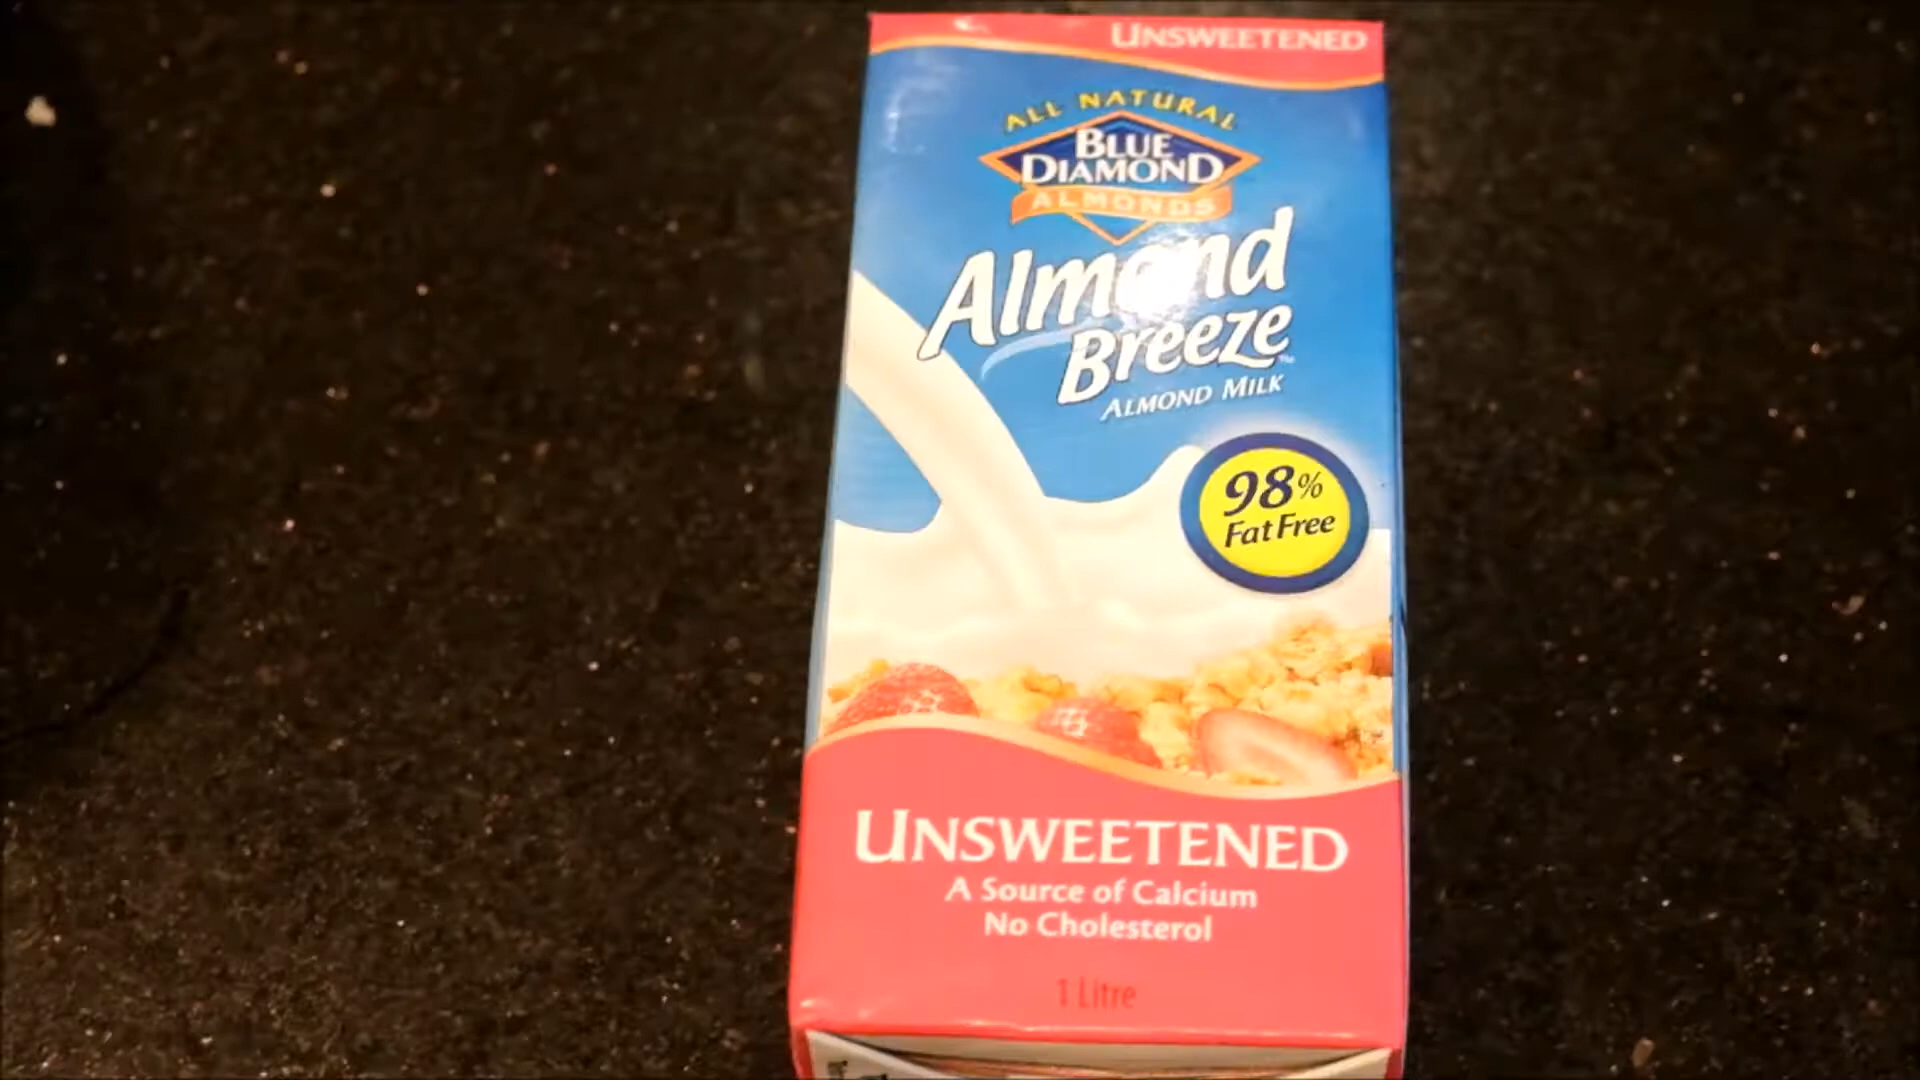 UNSWEETENED
ALL NATURAL
BLUE
DIAMOND
ALMONDS
Almond
Breeze™
ALMOND MILK
98%
Fat Free
UNSWEETENED
A Source of Calcium
No Cholesterol
1 Litre